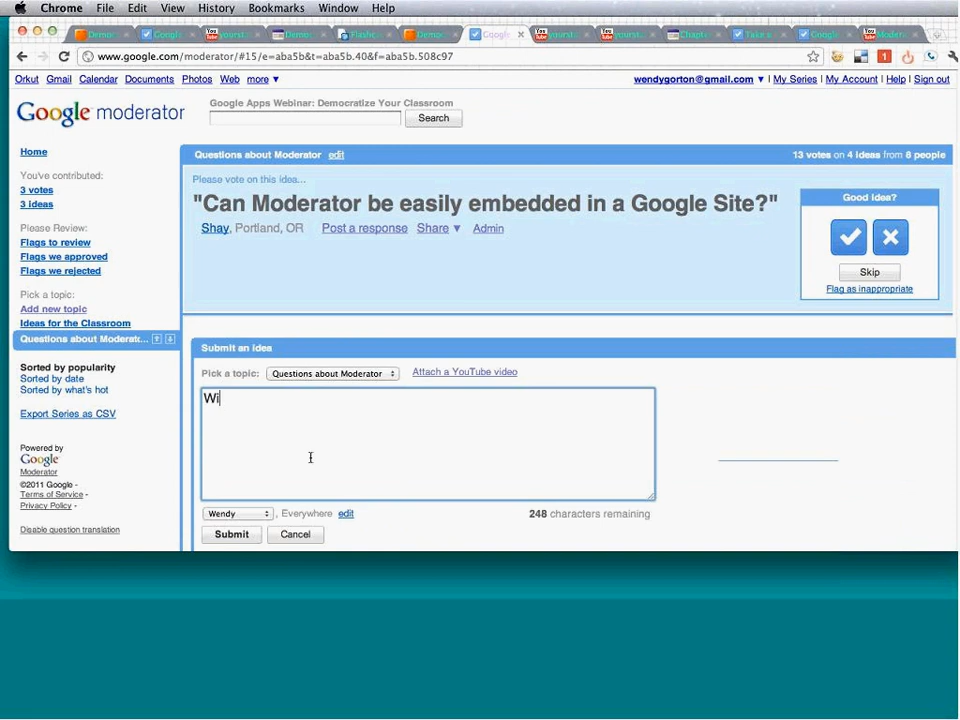 Chrome File Edit View History Bookmarks Window Help
Googl
www.google.com/moderator/#15/e=aba5b&t=aba5b.40&f=aba5b.508c97
1
Orkut Gmail Calendar Documents Photos Web more ▼
wendygorton@gmail.com ▼ | My Series | My Account | Help | Sign out
Google moderator
Google Apps Webinar: Democratize Your Classroom
Search
Home
You've contributed:
3 votes
3 ideas
Please Review:
Flags to review
Flags we approved
Flags we rejected
Pick a topic:
Add new topic
Ideas for the Classroom
Questions about Moderatc...
Sorted by popularity
Sorted by date
Sorted by what's hot
Export Series as CSV
Powered by
Google
Moderator
©2011 Google -
Terms of Service -
Privacy Policy -
Disable question translation
Questions about Moderator edit
13 votes on 4 ideas from 8 people
Please vote on this idea...
"Can Moderator be easily embedded in a Google Site?"
Shay, Portland, OR Post a response Share ▼ Admin
Good idea?
Skip
Flag as inappropriate
Submit an idea
Pick a topic: Questions about Moderator Attach a YouTube video
Wi
Wendy , Everywhere edit
248 characters remaining
Submit Cancel